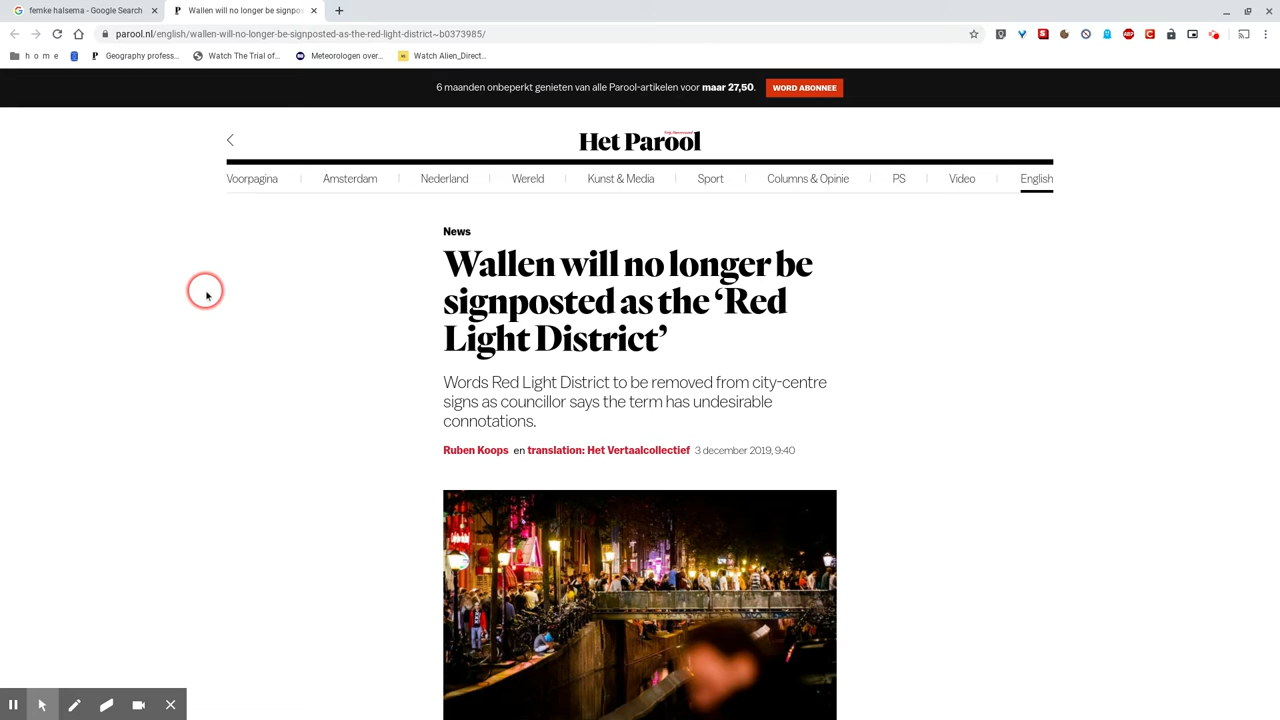 femke halsema - Google Search
Wallen will no longer be signpos
parool.nl/english/wallen-will-no-longer-be-signposted-as-the-red-light-district~b0373985/
h o m e
Geography profess...
Watch The Trial of...
Meteorologen over...
Watch Alien_Direct...
6 maanden onbeperkt genieten van alle Parool-artikelen voor maar 27,50.
WORD ABONNEE
Het Parool
Voorpagina
Amsterdam
Nederland
Wereld
Kunst & Media
Sport
Columns & Opinie
PS
Video
English
News
Wallen will no longer be
signposted as the ‘Red
Light District’
Words Red Light District to be removed from city-centre
signs as councillor says the term has undesirable
connotations.
Ruben Koops en translation: Het Vertaalcollectief 3 december 2019, 9:40